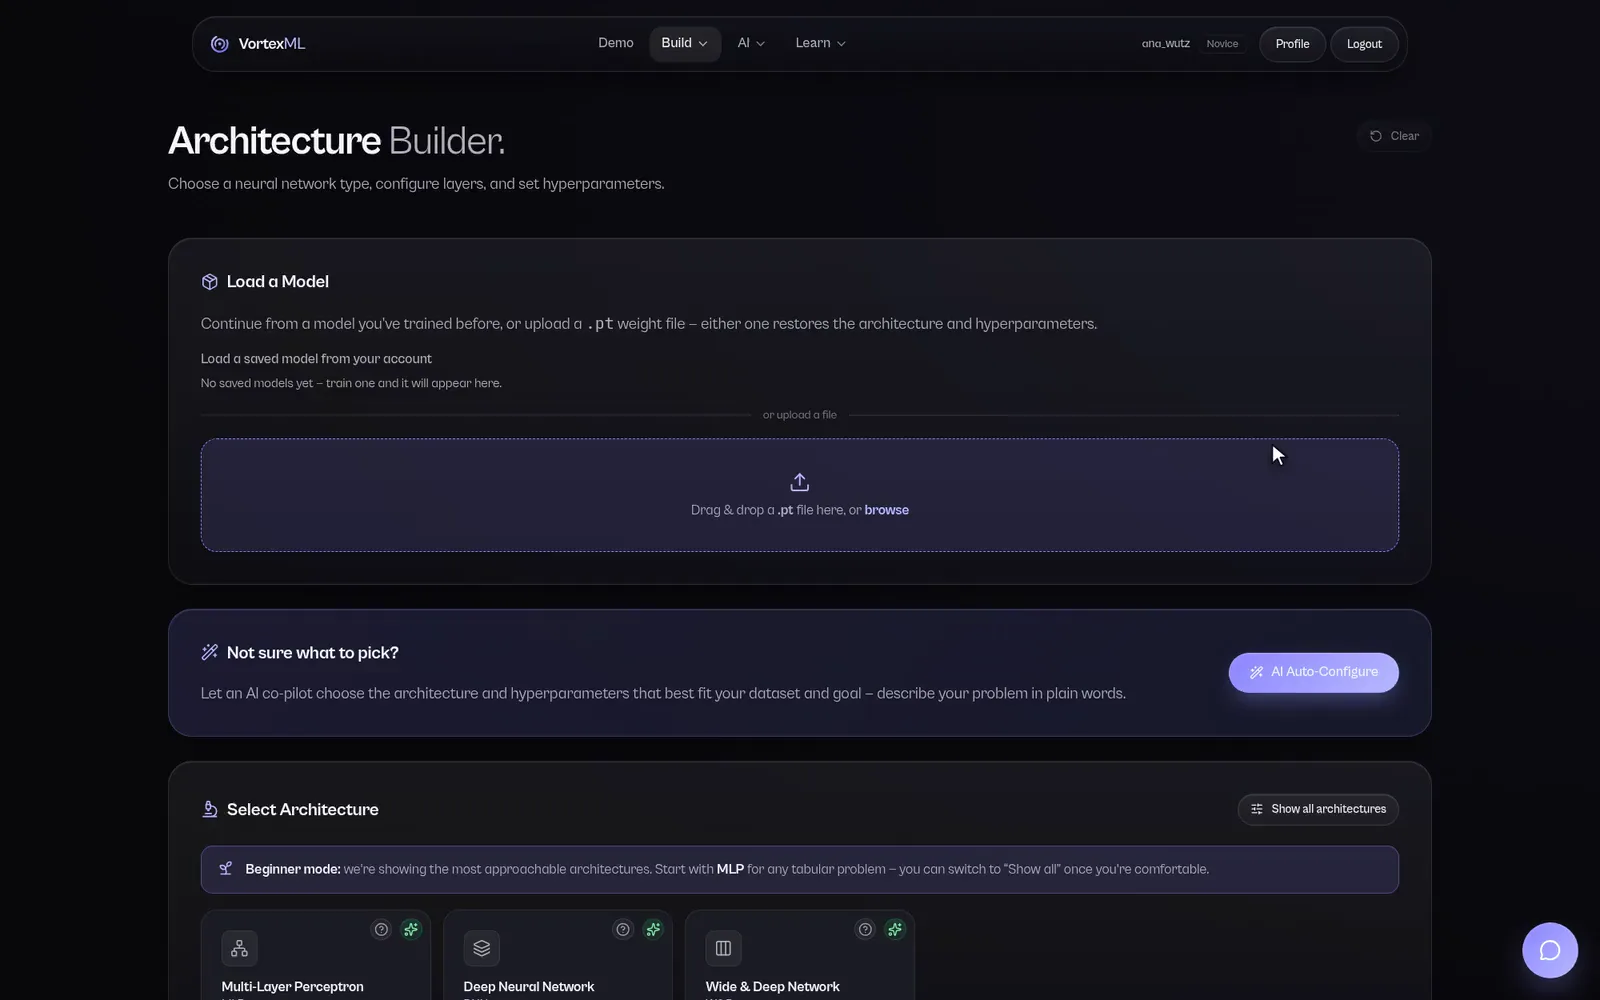 VortexML
Demo
Build
AI
Learn
ana_wutz
Novice
Profile
Logout
Architecture Builder.
Clear
Choose a neural network type, configure layers, and set hyperparameters.
Load a Model
Continue from a model you've trained before, or upload a .pt weight file – either one restores the architecture and hyperparameters.
Load a saved model from your account
No saved models yet – train one and it will appear here.
or upload a file
Drag & drop a .pt file here, or browse
Not sure what to pick?
Let an AI co-pilot choose the architecture and hyperparameters that best fit your dataset and goal – describe your problem in plain words.
AI Auto-Configure
Select Architecture
Show all architectures
Beginner mode: we're showing the most approachable architectures. Start with MLP for any tabular problem – you can switch to “Show all” once you're comfortable.
Multi-Layer Perceptron
Deep Neural Network
Wide & Deep Network